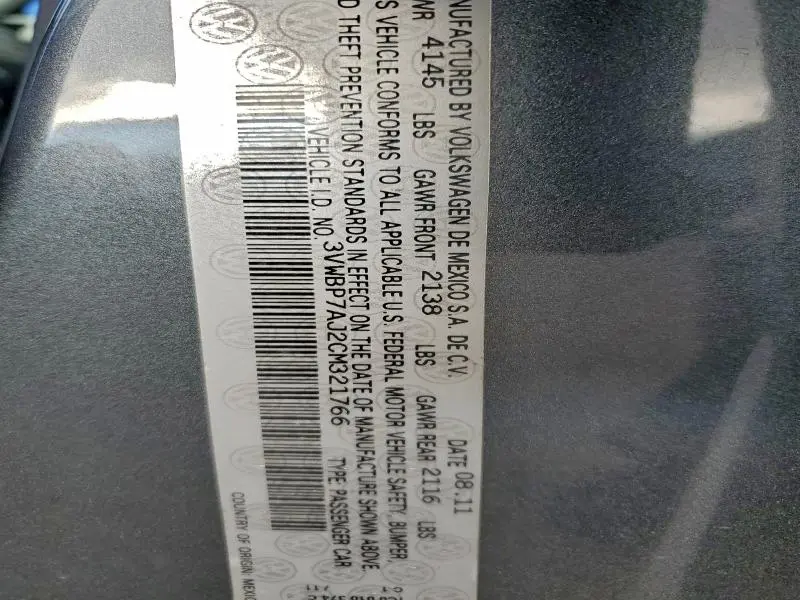 ANUFACTURED BY VOLKSWAGEN DE MEXICO S.A. DE C.V.
DATE 08.11
WR 4145 LBS GAWR FRONT 2138 LBS GAWR REAR 2116 LBS
S VEHICLE CONFORMS TO ALL APPLICABLE U.S. FEDERAL MOTOR VEHICLE SAFETY, BUMPER,
D THEFT PREVENTION STANDARDS IN EFFECT ON THE DATE OF MANUFACTURE SHOWN ABOVE.
VEHICLE I.D. NO. 3VWBP7AJ2CM321766 TYPE: PASSENGER CAR
COUNTRY OF ORIGIN: MEXIC